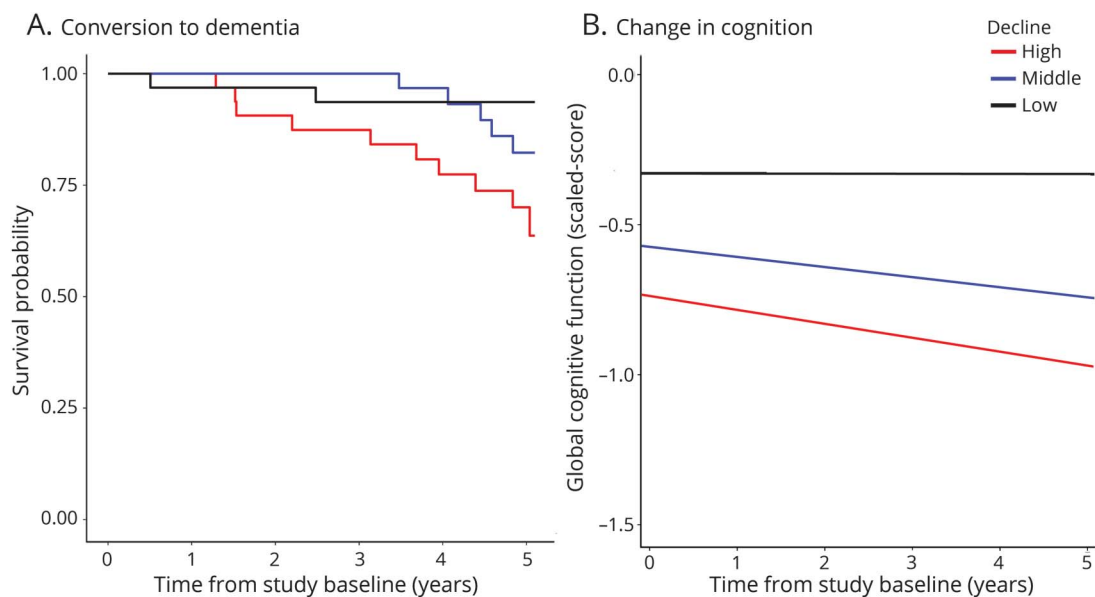 A. Conversion to dementia
Survival probability
1.00
0.75
0.50
0.25
0.00
0 1 2 3 4 5
Time from study baseline (years)
B. Change in cognition
Decline
High
Middle
Low
Global cognitive function (scaled-score)
0.0
−0.5
−1.0
−1.5
0 1 2 3 4 5
Time from study baseline (years)